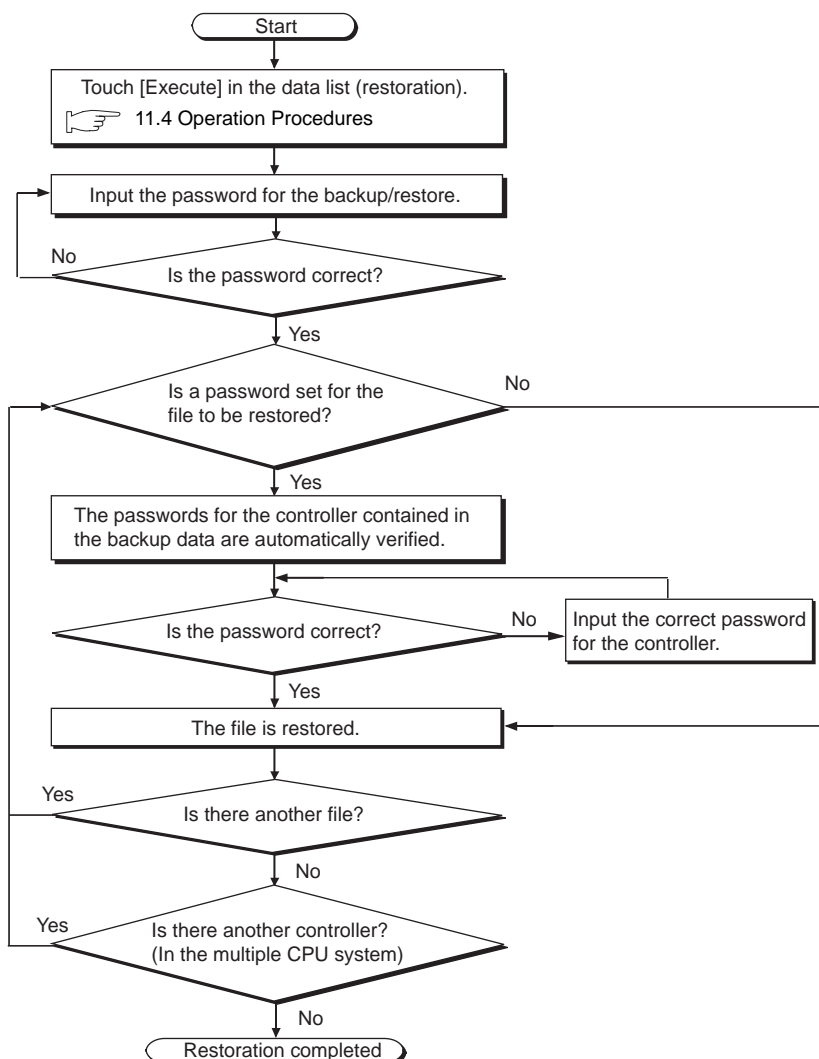 Start
Touch [Execute] in the data list (restoration).
11.4 Operation Procedures
Input the password for the backup/restore.
No
Is the password correct?
Yes
Is a password set for the
file to be restored?
No
Yes
The passwords for the controller contained in
the backup data are automatically verified.
Is the password correct?
No
Input the correct password
for the controller.
Yes
The file is restored.
Yes
Is there another file?
No
Yes
Is there another controller?
(In the multiple CPU system)
No
Restoration completed